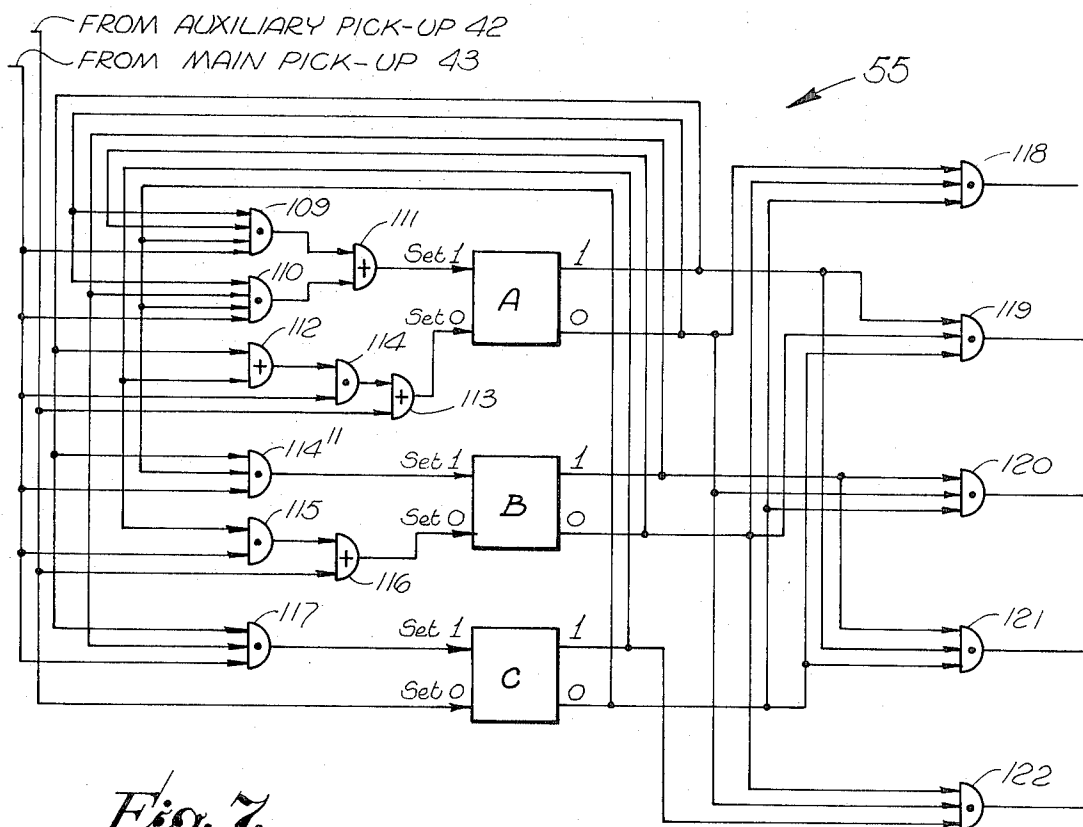 FROM AUXILIARY PICK-UP 42
FROM MAIN PICK-UP 43
55
118
109
111
Set 1
1
110
A
119
Set 0
0
112
114
113
114"
Set 1
1
120
B
115
Set 0
0
116
117
121
Set 1
1
C
Set 0
0
122
Fig. 7.